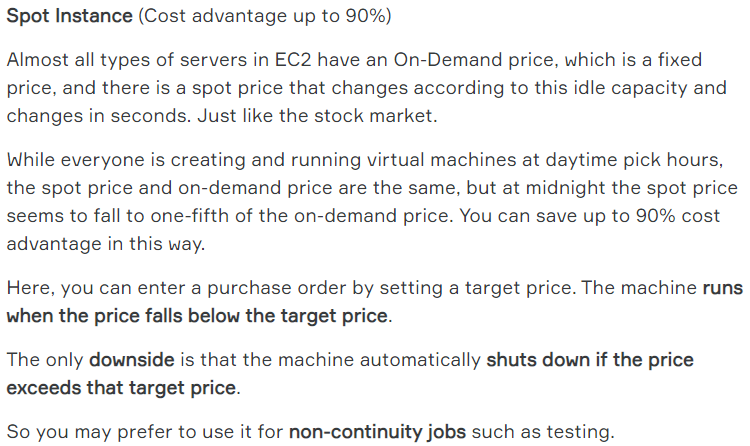 Spot Instance (Cost advantage up to 90%)
Almost all types of servers in EC2 have an On-Demand price, which is a fixed
price, and there is a spot price that changes according to this idle capacity and
changes in seconds. Just like the stock market.
While everyone is creating and running virtual machines at daytime pick hours,
the spot price and on-demand price are the same, but at midnight the spot price
seems to fall to one-fifth of the on-demand price. You can save up to 90% cost
advantage in this way.
Here, you can enter a purchase order by setting a target price. The machine runs
when the price falls below the target price.
The only downside is that the machine automatically shuts down if the price
exceeds that target price.
So you may prefer to use it for non-continuity jobs such as testing.